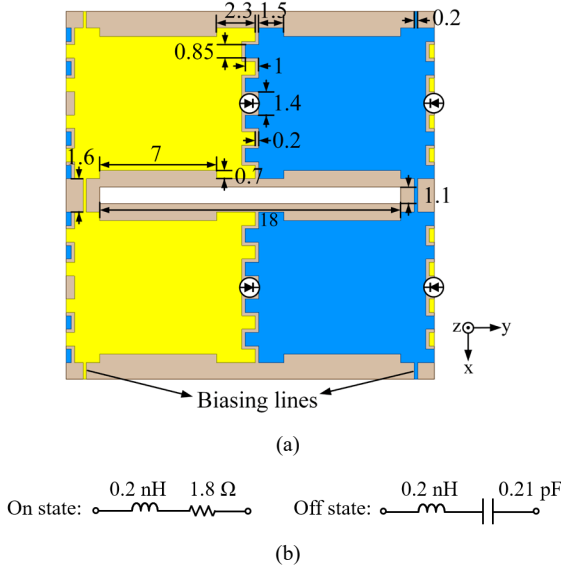 2.3 1.5 0.2
0.85
1
1.4
0.2
1.6 7
0.7
1.1
18
z y
x
Biasing lines
(a)
0.2 nH 1.8 Ω 0.2 nH 0.21 pF
On state: Off state:
(b)